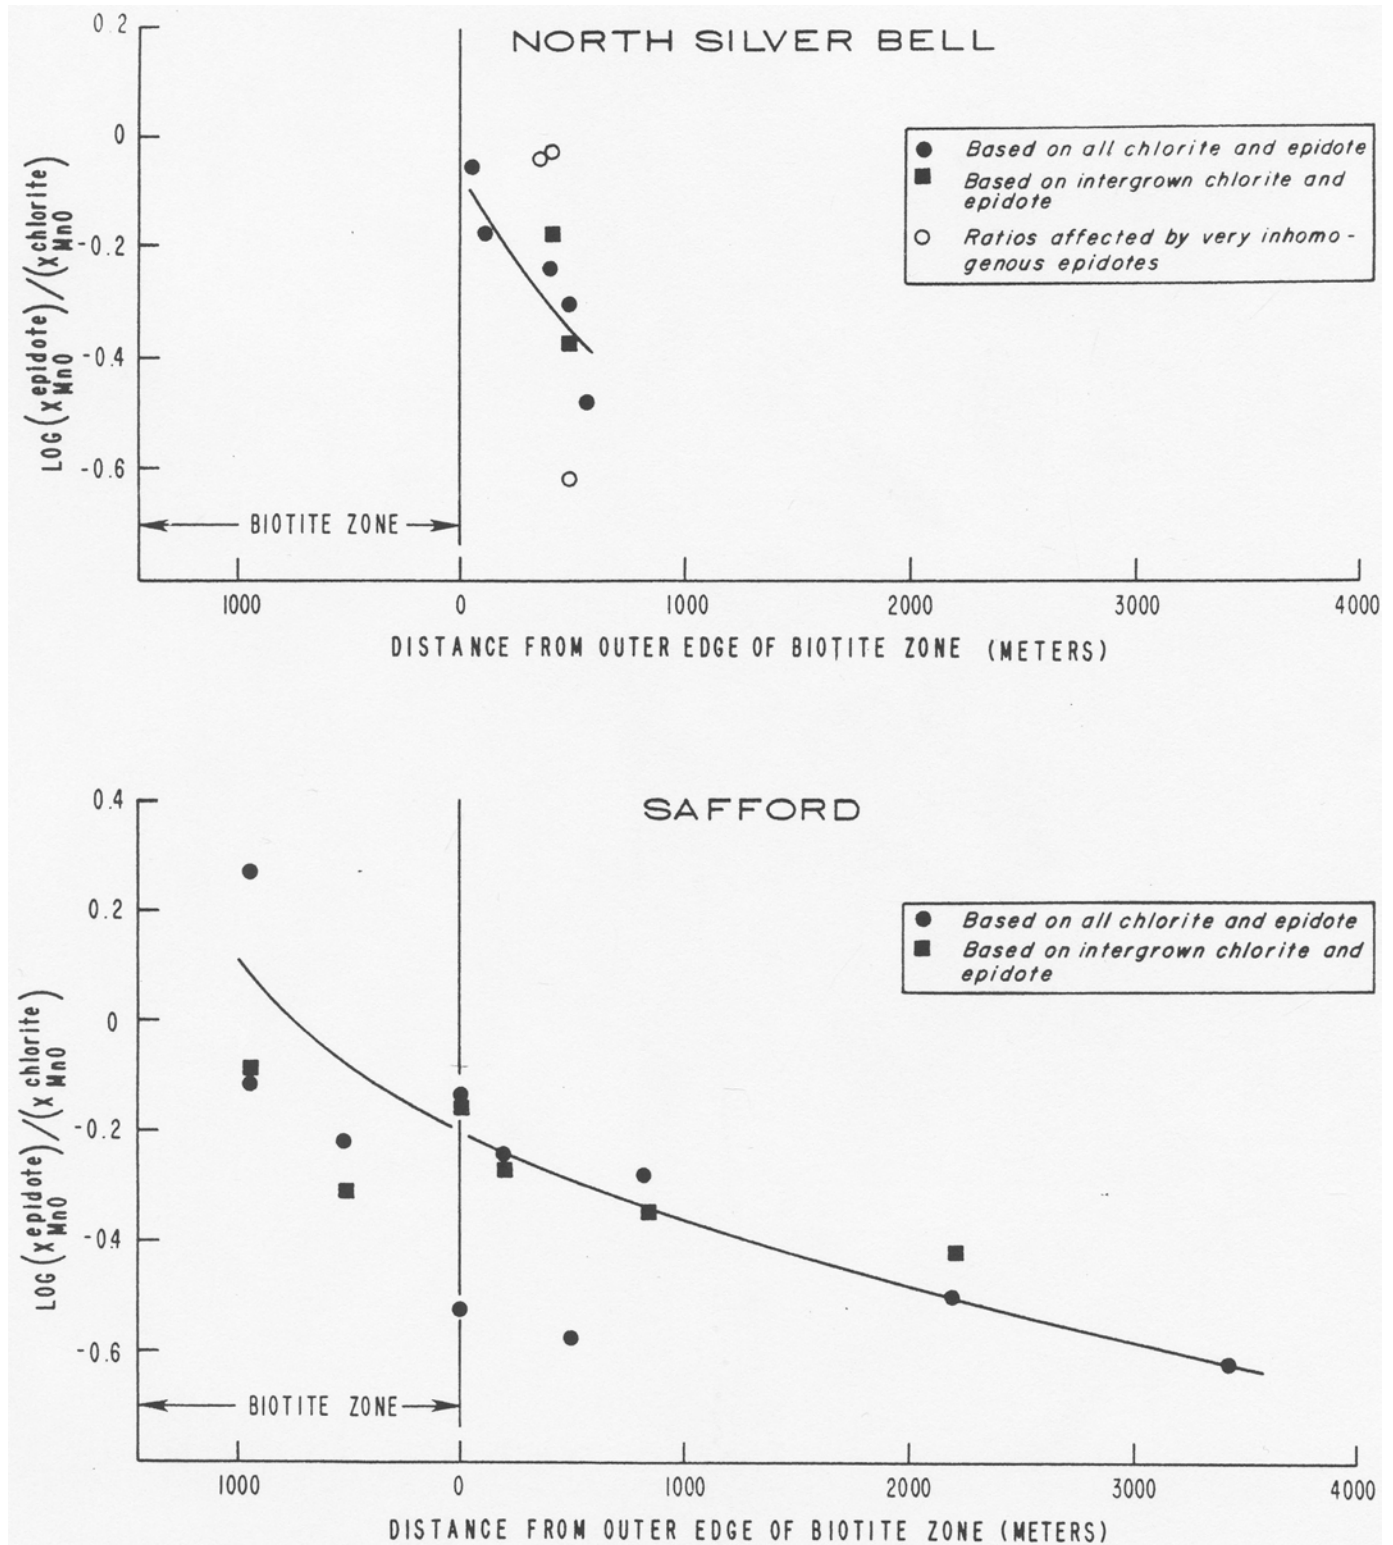 NORTH SILVER BELL
0.2
0
-0.2
-0.4
-0.6
LOG (X epidote MnO) / (X chlorite MnO)
● Based on all chlorite and epidote
■ Based on intergrown chlorite and
epidote
○ Ratios affected by very inhomo-
genous epidotes
BIOTITE ZONE
1000 0 1000 2000 3000 4000
DISTANCE FROM OUTER EDGE OF BIOTITE ZONE (METERS)
SAFFORD
0.4
0.2
0
-0.2
-0.4
-0.6
LOG (X epidote MnO) / (X chlorite MnO)
● Based on all chlorite and epidote
■ Based on intergrown chlorite and
epidote
BIOTITE ZONE
1000 0 1000 2000 3000 4000
DISTANCE FROM OUTER EDGE OF BIOTITE ZONE (METERS)